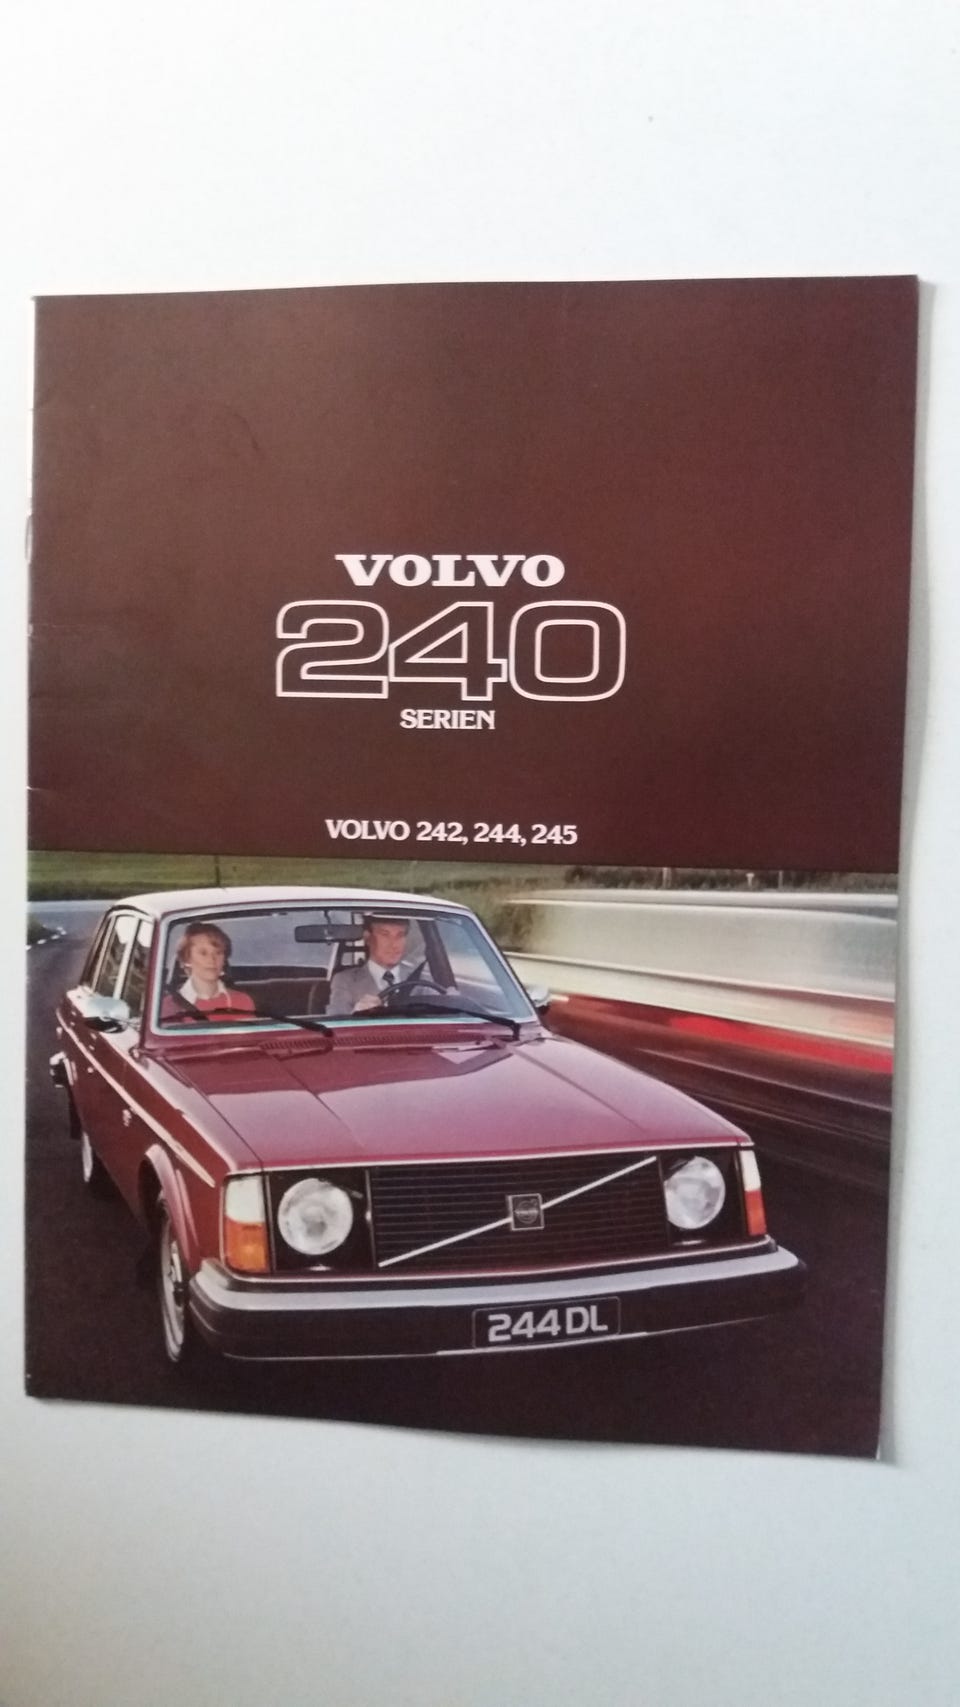 VOLVO
240
SERIEN
VOLVO 242, 244, 245
244 DL